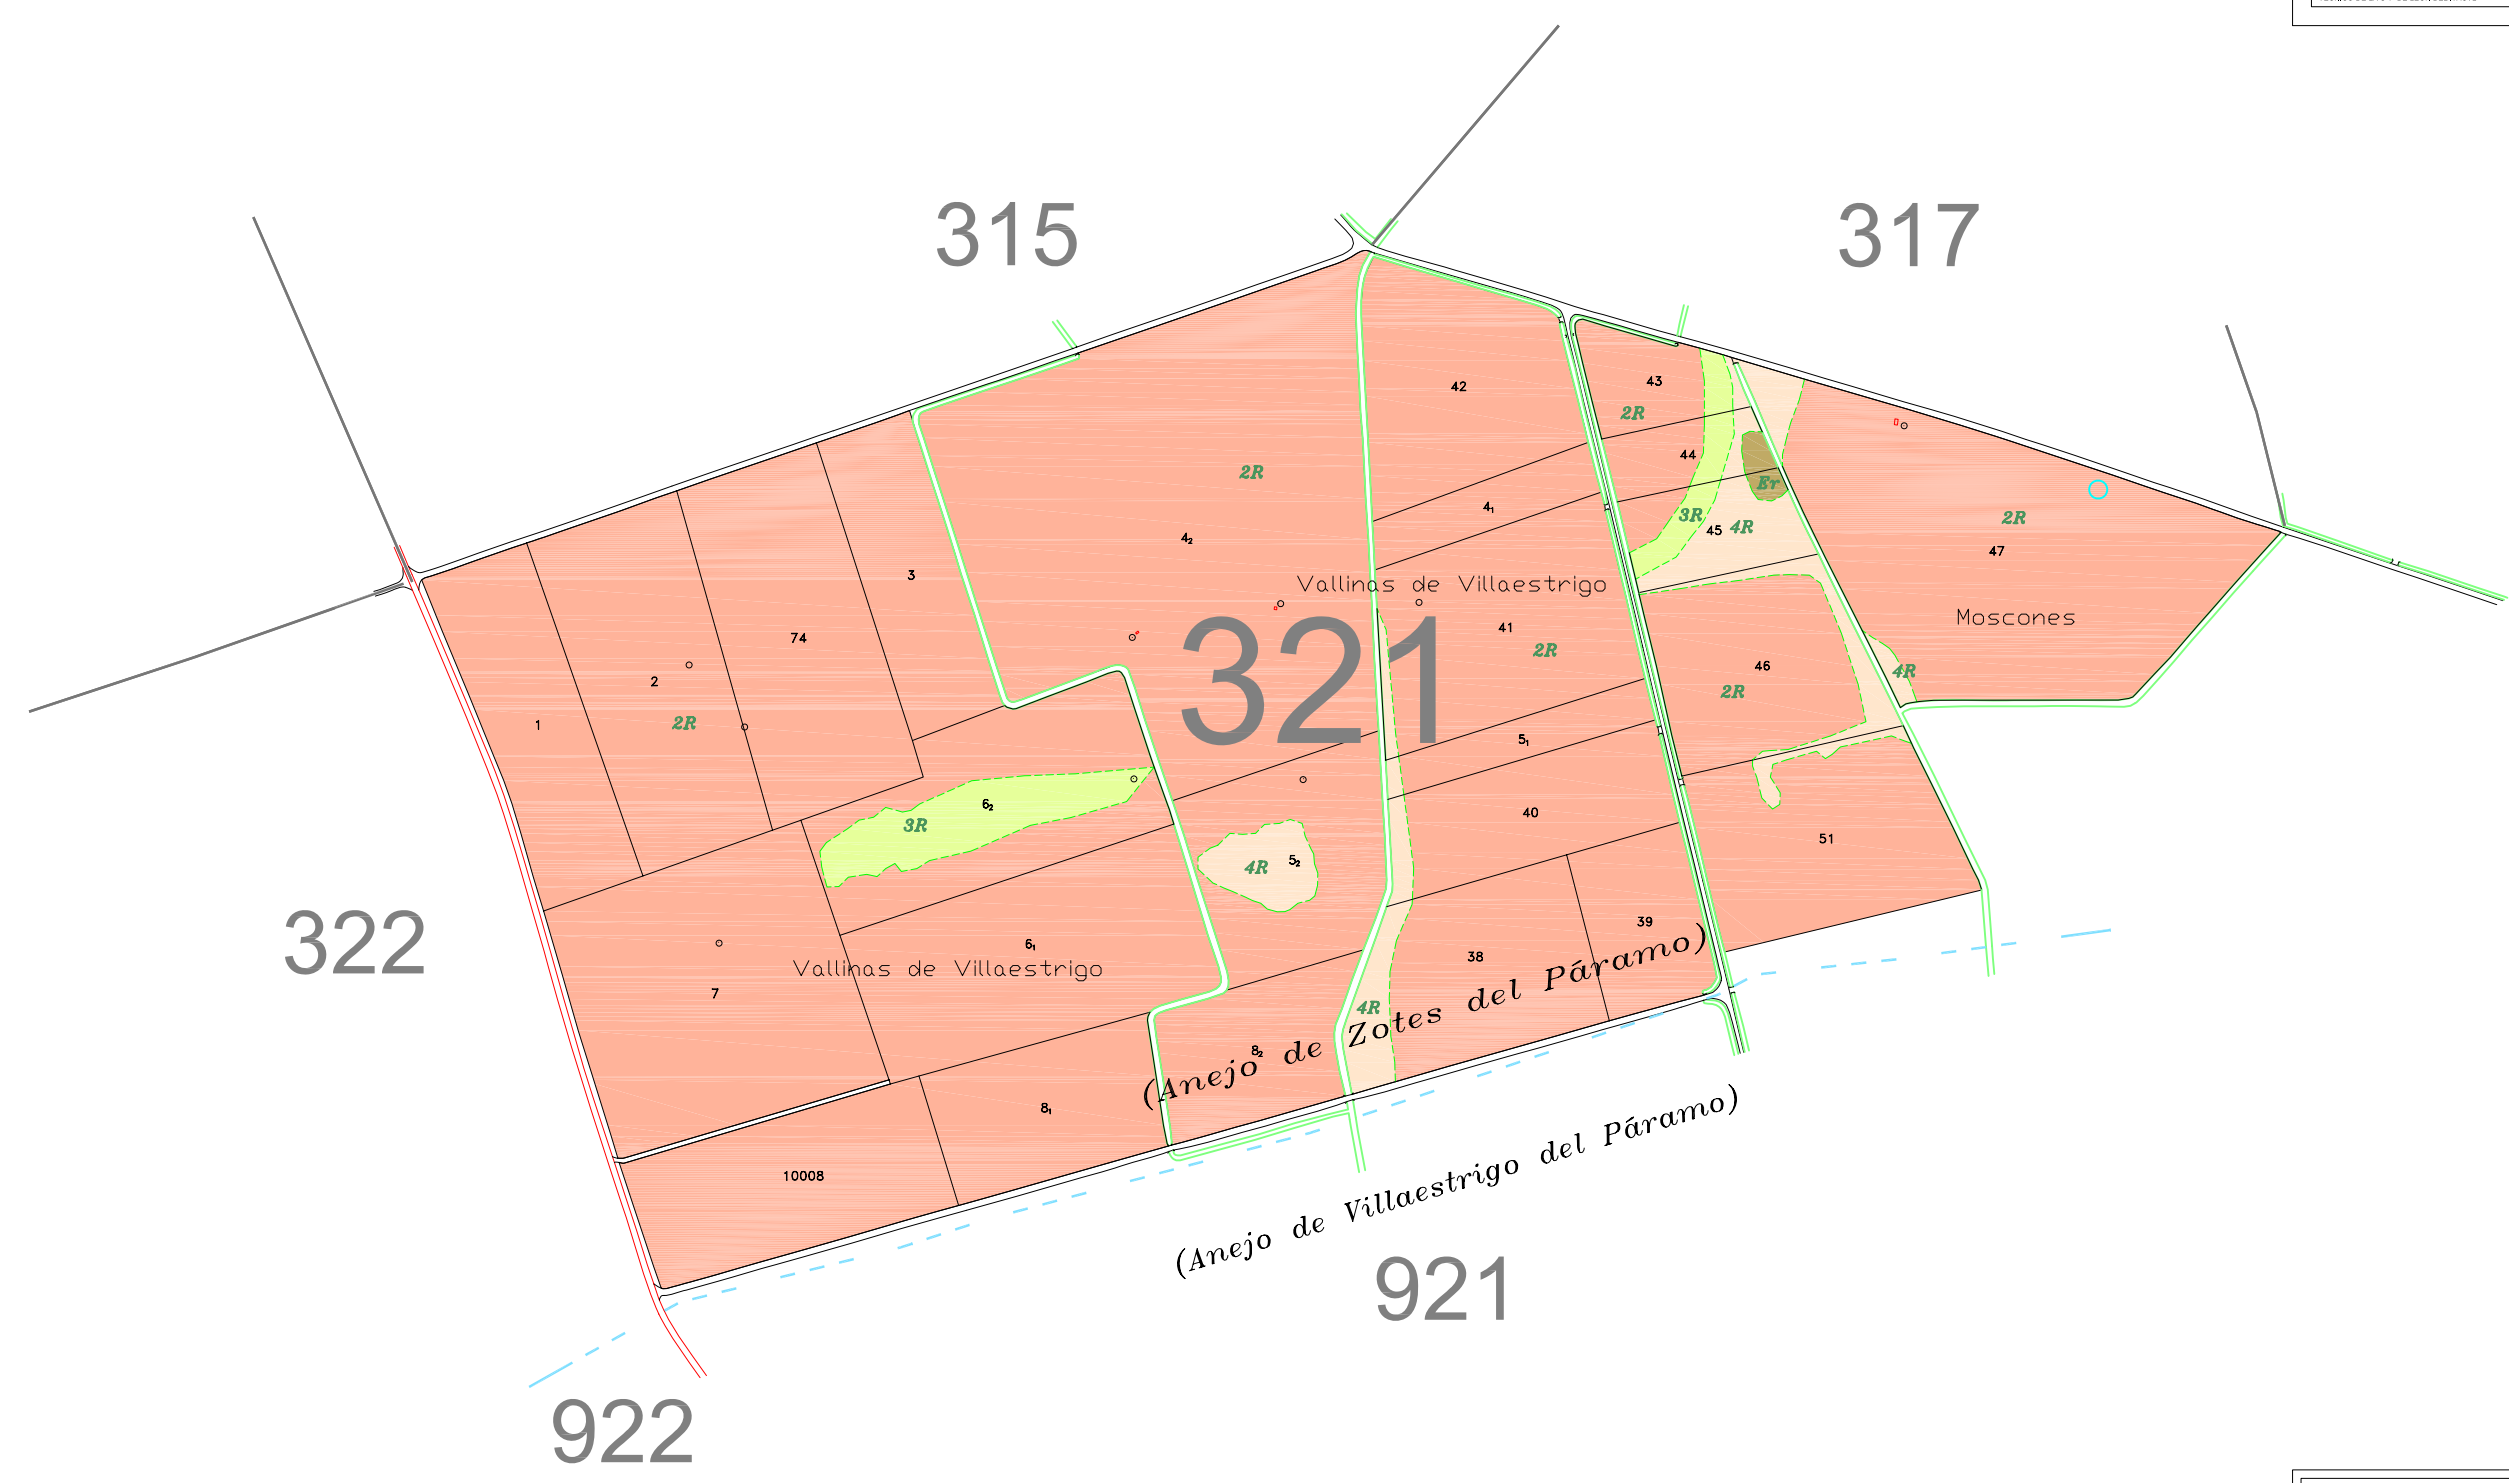 315
317
42
43
2R
2R
44
4₁
Er
3R
45
4R
2R
4₂
47
3
Vallinas de Villaestrigo
Moscones
321
41
2R
74
46
4R
2
2R
1
2R
5₁
6₂
3R
40
51
5₂
4R
322
39
6₁
38
Vallinas de Villaestrigo
7
4R
(Anejo de Zotes del Páramo)
8₂
8₁
10008
(Anejo de Villaestrigo del Páramo)
921
922